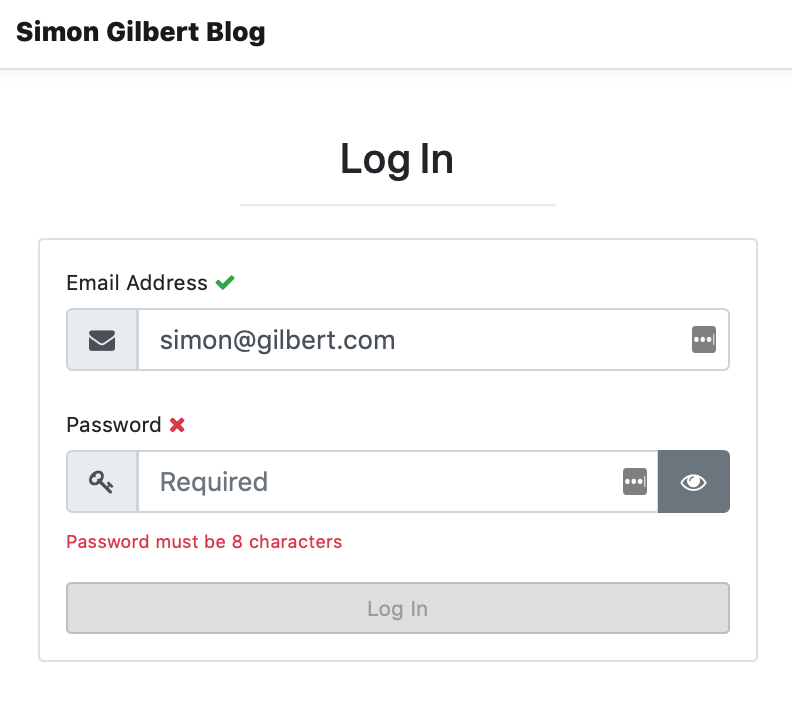 Simon Gilbert Blog
Log In
Email Address
simon@gilbert.com
Password
Required
Password must be 8 characters
Log In